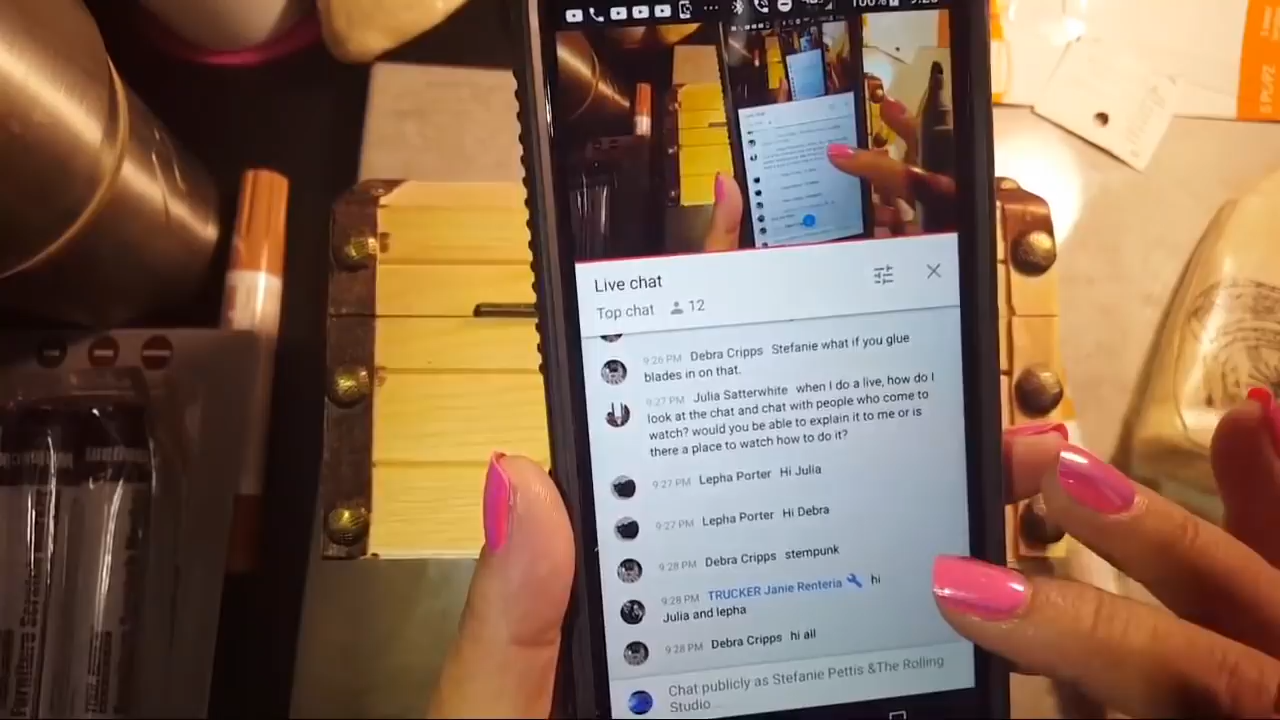 100% 9:28
Live chat
Top chat 12
9:26 PM Debra Cripps Stefanie what if you glue
blades in on that.
9:27 PM Julia Satterwhite when I do a live, how do I
look at the chat and chat with people who come to
watch? would you be able to explain it to me or is
there a place to watch how to do it?
9:27 PM Lepha Porter Hi Julia
9:27 PM Lepha Porter Hi Debra
9:28 PM Debra Cripps stempunk
9:28 PM TRUCKER Janie Renteria hi
Julia and lepha
9:28 PM Debra Cripps hi all
Chat publicly as Stefanie Pettis &The Rolling
Studio...